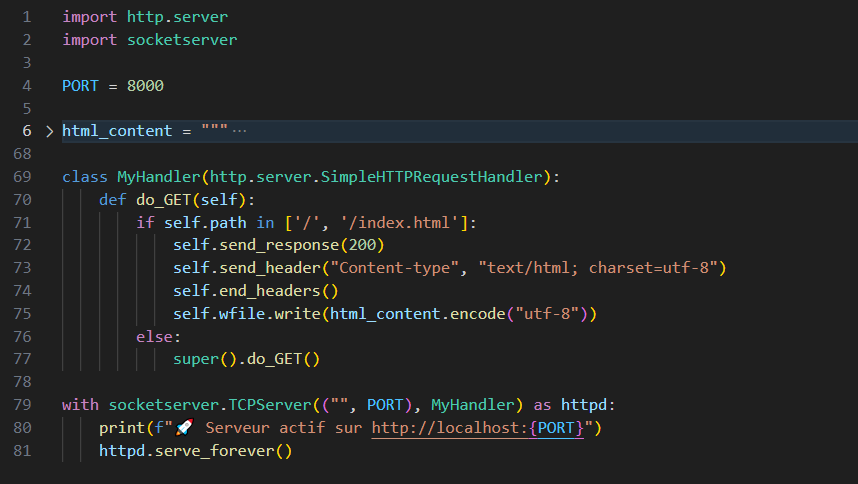 1 import http.server
2 import socketserver
3
4 PORT = 8000
5
6 > html_content = """ ···
68
69 class MyHandler(http.server.SimpleHTTPRequestHandler):
70     def do_GET(self):
71         if self.path in ['/', '/index.html']:
72             self.send_response(200)
73             self.send_header("Content-type", "text/html; charset=utf-8")
74             self.end_headers()
75             self.wfile.write(html_content.encode("utf-8"))
76         else:
77             super().do_GET()
78
79 with socketserver.TCPServer(("", PORT), MyHandler) as httpd:
80     print(f"🚀 Serveur actif sur http://localhost:{PORT}")
81     httpd.serve_forever()